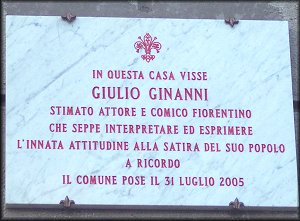 IN QUESTA CASA VISSE
GIULIO GINANNI
STIMATO ATTORE E COMICO FIORENTINO
CHE SEPPE INTERPRETARE ED ESPRIMERE
L'INNATA ATTITUDINE ALLA SATIRA DEL SUO POPOLO
A RICORDO
IL COMUNE POSE IL 31 LUGLIO 2005